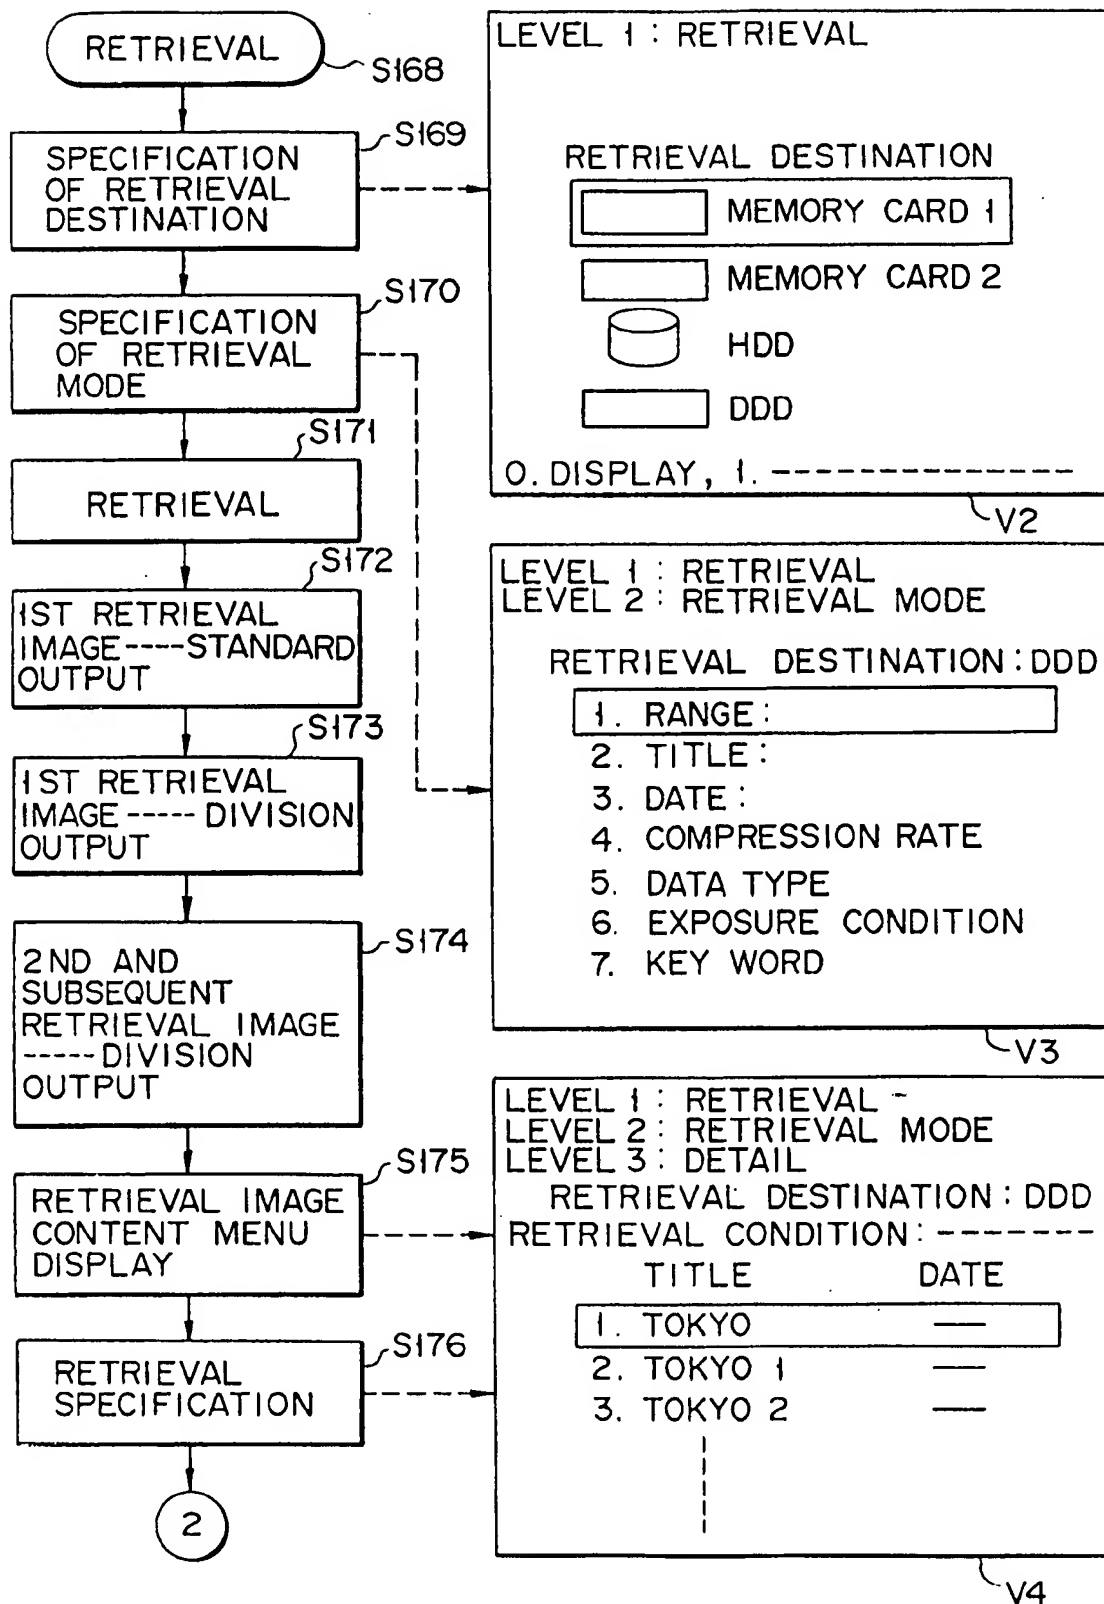 RETRIEVAL
S168
S169
SPECIFICATION
OF RETRIEVAL
DESTINATION
S170
SPECIFICATION
OF RETRIEVAL
MODE
S171
RETRIEVAL
S172
1ST RETRIEVAL
IMAGE ---- STANDARD
OUTPUT
S173
1ST RETRIEVAL
IMAGE ----- DIVISION
OUTPUT
S174
2ND AND
SUBSEQUENT
RETRIEVAL IMAGE
----- DIVISION
OUTPUT
S175
RETRIEVAL IMAGE
CONTENT MENU
DISPLAY
S176
RETRIEVAL
SPECIFICATION
2
LEVEL 1 : RETRIEVAL
RETRIEVAL DESTINATION
MEMORY CARD 1
MEMORY CARD 2
HDD
DDD
0. DISPLAY, 1. --------------
V2
LEVEL 1 : RETRIEVAL
LEVEL 2 : RETRIEVAL MODE
RETRIEVAL DESTINATION : DDD
1. RANGE :
2. TITLE :
3. DATE :
4. COMPRESSION RATE
5. DATA TYPE
6. EXPOSURE CONDITION
7. KEY WORD
V3
LEVEL 1 : RETRIEVAL
LEVEL 2 : RETRIEVAL MODE
LEVEL 3 : DETAIL
RETRIEVAL DESTINATION : DDD
RETRIEVAL CONDITION : -------
TITLE DATE
1. TOKYO —
2. TOKYO 1 —
3. TOKYO 2 —
V4